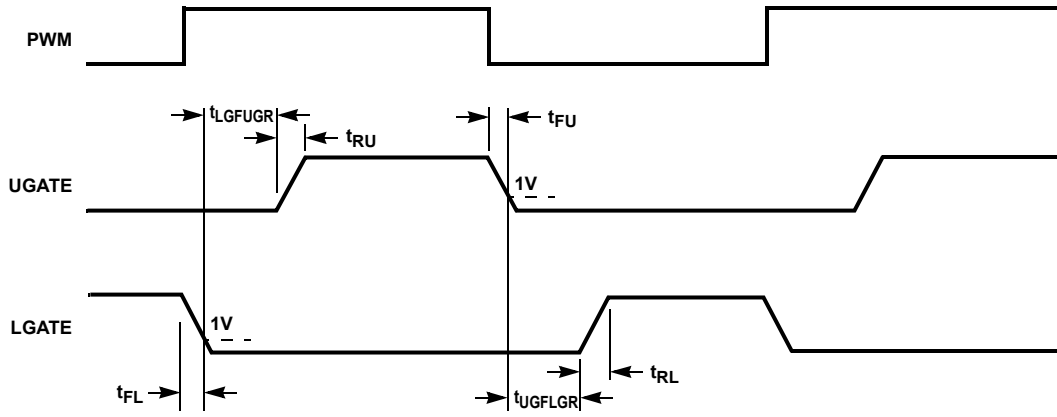 PWM
tLGFUGR
tRU
tFU
UGATE
1V
LGATE
1V
tFL
tRL
tUGFLGR